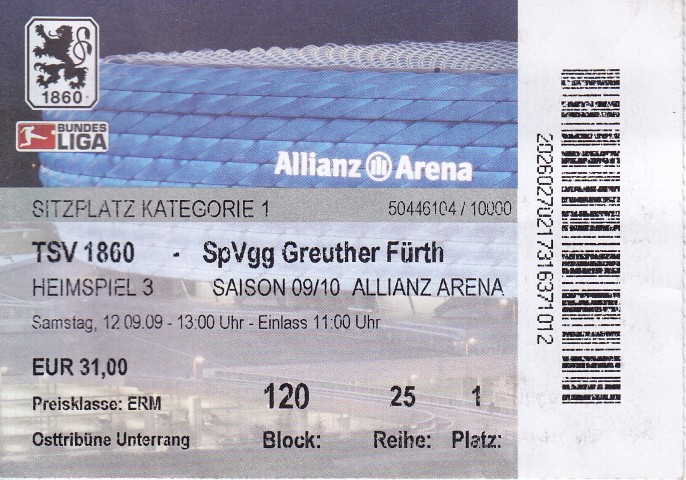 1860
BUNDES
LIGA
Allianz Arena
SITZPLATZ KATEGORIE 1 50446104 / 10000
TSV 1860 - SpVgg Greuther Fürth
HEIMSPIEL 3 SAISON 09/10 ALLIANZ ARENA
Samstag, 12.09.09 - 13:00 Uhr - Einlass 11:00 Uhr
EUR 31,00
Preisklasse: ERM 120 25 1
Osttribüne Unterrang Block: Reihe: Platz:
2026027021731637 1012